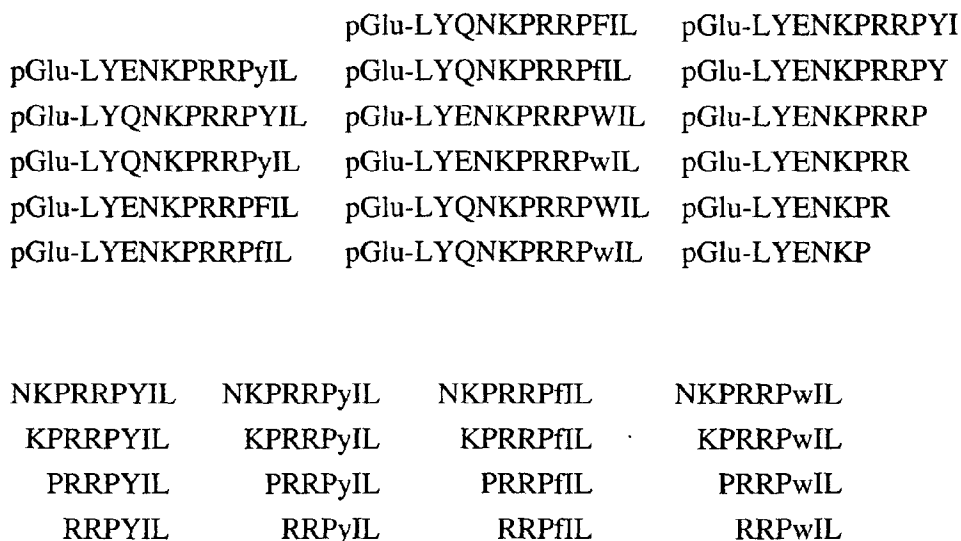 pGlu-LYQNKPRRPFIL pGlu-LYENKPRRPYI
pGlu-LYENKPRRPyIL pGlu-LYQNKPRRPfIL pGlu-LYENKPRRPY
pGlu-LYQNKPRRPYIL pGlu-LYENKPRRPWIL pGlu-LYENKPRRP
pGlu-LYQNKPRRPyIL pGlu-LYENKPRRPwIL pGlu-LYENKPRR
pGlu-LYENKPRRPFIL pGlu-LYQNKPRRPWIL pGlu-LYENKPR
pGlu-LYENKPRRPfIL pGlu-LYQNKPRRPwIL pGlu-LYENKP
NKPRRPYIL NKPRRPyIL NKPRRPfIL NKPRRPwIL
KPRRPYIL KPRRPyIL KPRRPfIL KPRRPwIL
PRRPYIL PRRPyIL PRRPfIL PRRPwIL
RRPYIL RRPyIL RRPfIL RRPwIL